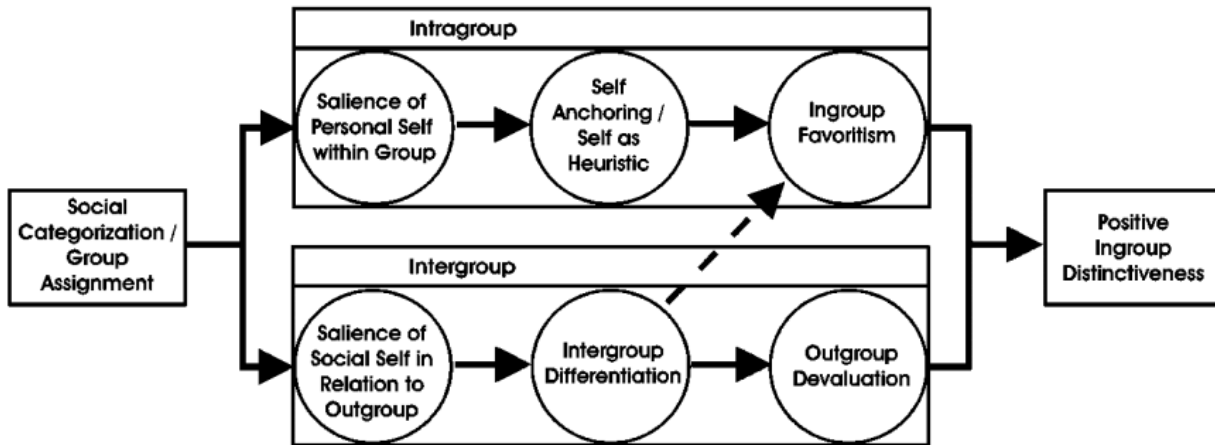 Intragroup
Salience of
Personal Self
within Group
Self
Anchoring /
Self as
Heuristic
Ingroup
Favoritism
Social
Categorization /
Group
Assignment
Positive
Ingroup
Distinctiveness
Intergroup
Salience of
Social Self in
Relation to
Outgroup
Intergroup
Differentiation
Outgroup
Devaluation